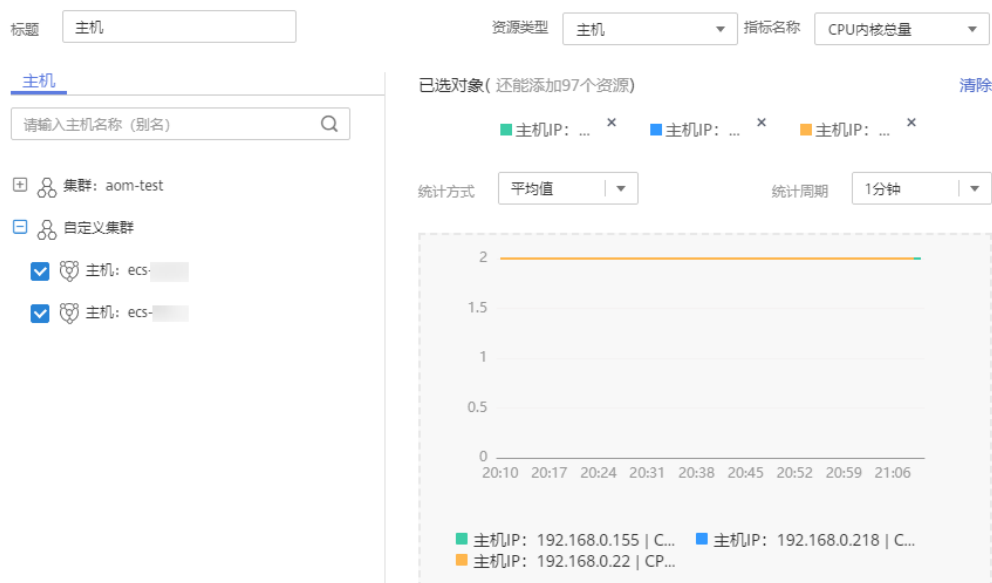 标题
主机
资源类型
主机
指标名称
CPU内核总量
主机
请输入主机名称（别名）
集群：aom-test
自定义集群
主机：ecs-
主机：ecs-
已选对象( 还能添加97个资源)
清除
主机IP：...
主机IP：...
主机IP：...
统计方式
平均值
统计周期
1分钟
2
1.5
1
0.5
0
20:10 20:17 20:24 20:31 20:38 20:45 20:52 20:59 21:06
主机IP：192.168.0.155 | C...
主机IP：192.168.0.218 | C...
主机IP：192.168.0.22 | CP...